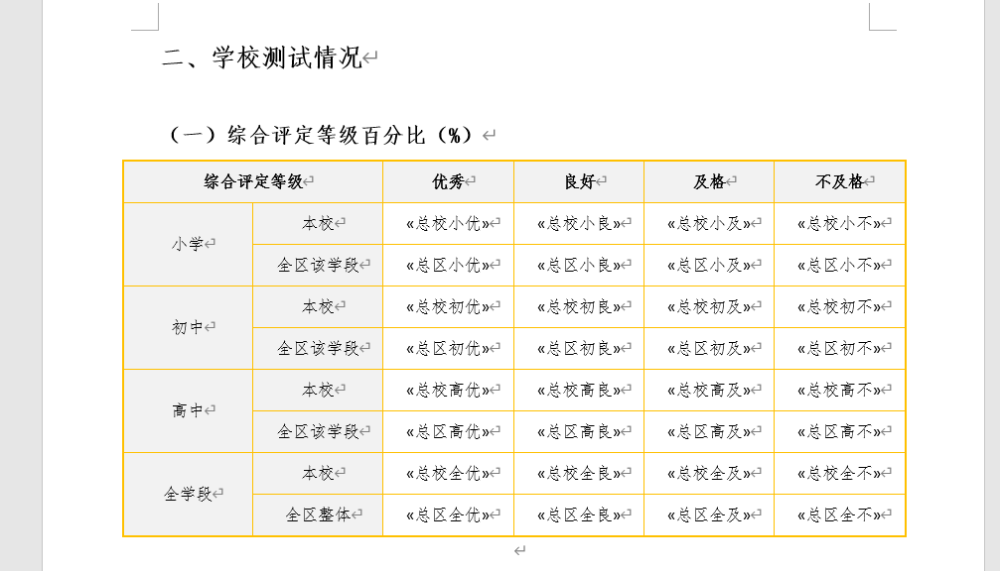 二、学校测试情况
（一）综合评定等级百分比（%）
综合评定等级 优秀 良好 及格 不及格
小学 本校 «总校小优» «总校小良» «总校小及» «总校小不»
全区该学段 «总区小优» «总区小良» «总区小及» «总区小不»
初中 本校 «总校初优» «总校初良» «总校初及» «总校初不»
全区该学段 «总区初优» «总区初良» «总区初及» «总区初不»
高中 本校 «总校高优» «总校高良» «总校高及» «总校高不»
全区该学段 «总区高优» «总区高良» «总区高及» «总区高不»
全学段 本校 «总校全优» «总校全良» «总校全及» «总校全不»
全区整体 «总区全优» «总区全良» «总区全及» «总区全不»